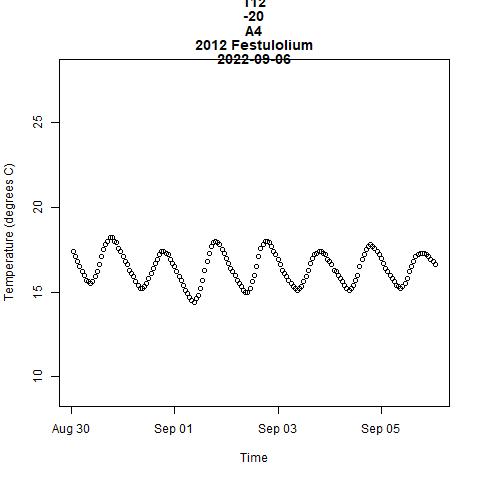 T12
-20
A4
2012 Festulolium
2022-09-06
Temperature (degrees C)
25
20
15
10
Aug 30 Sep 01 Sep 03 Sep 05
Time